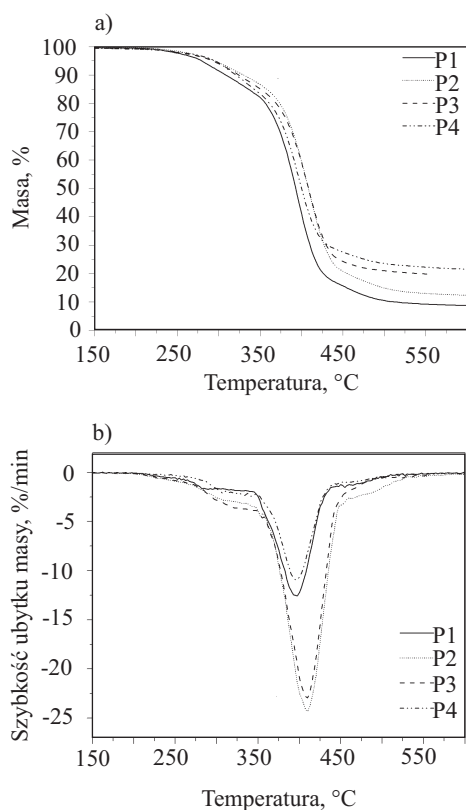 a)
100
90
80
70
60
50
40
30
20
10
0
Masa, %
P1
P2
P3
P4
150 250 350 450 550
Temperatura, °C
b)
0
-5
-10
-15
-20
-25
Szybkość ubytku masy, %/min
P1
P2
P3
P4
150 250 350 450 550
Temperatura, °C